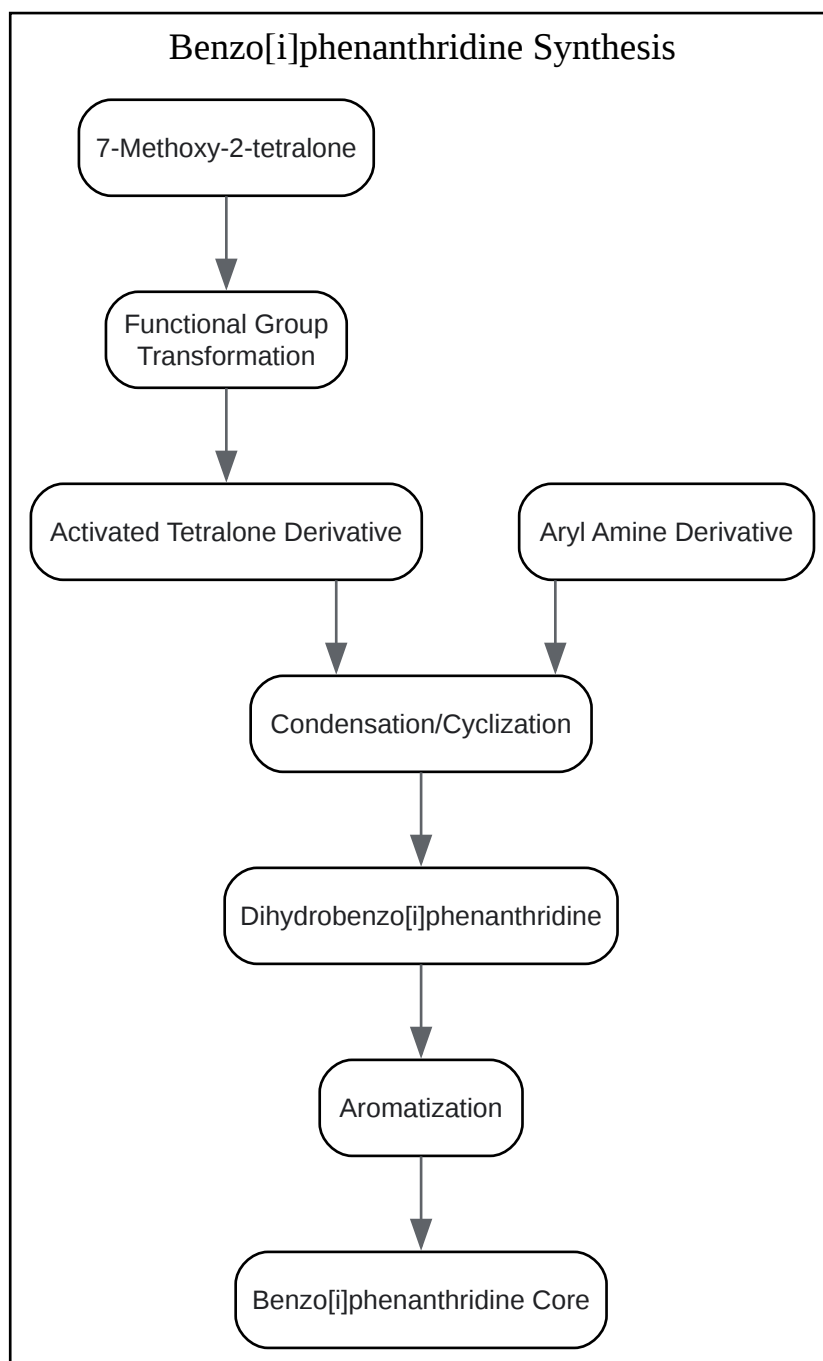 Benzo[i]phenanthridine Synthesis
7-Methoxy-2-tetralone
Functional Group
Transformation
Activated Tetralone Derivative
Aryl Amine Derivative
Condensation/Cyclization
Dihydrobenzo[i]phenanthridine
Aromatization
Benzo[i]phenanthridine Core